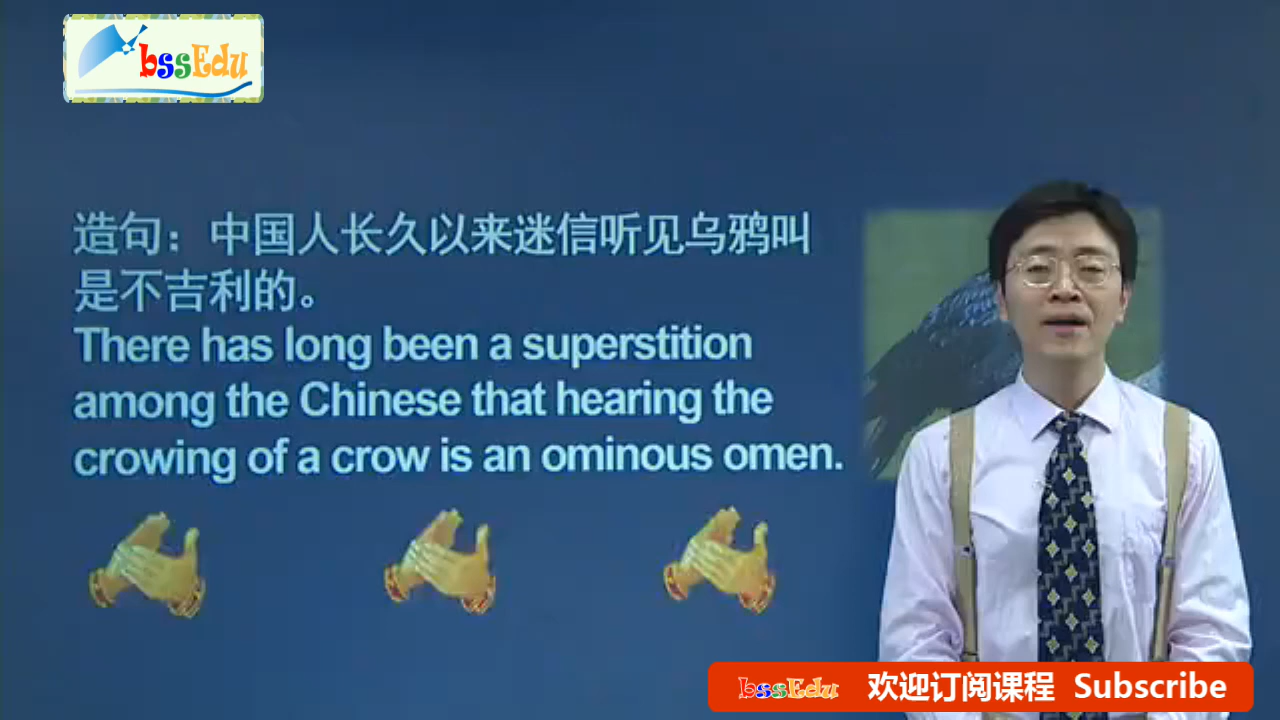 bssEdu
造句：中国人长久以来迷信听见乌鸦叫
是不吉利的。
There has long been a superstition
among the Chinese that hearing the
crowing of a crow is an ominous omen.
bssEdu 欢迎订阅课程 Subscribe